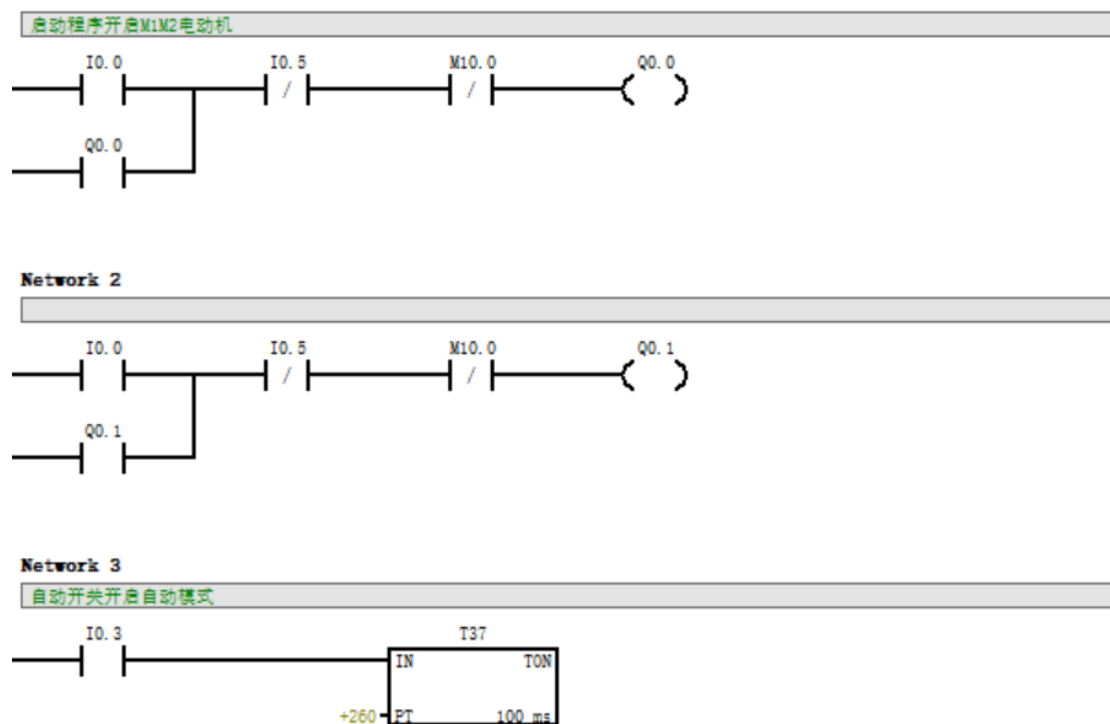 启动程序开启M1M2电动机
I0.0 I0.5 M10.0 Q0.0
/ /
Q0.0
Network 2
I0.0 I0.5 M10.0 Q0.1
/ /
Q0.1
Network 3
自动开关开启自动模式
I0.3 T37
IN TON
+260 PT 100 ms